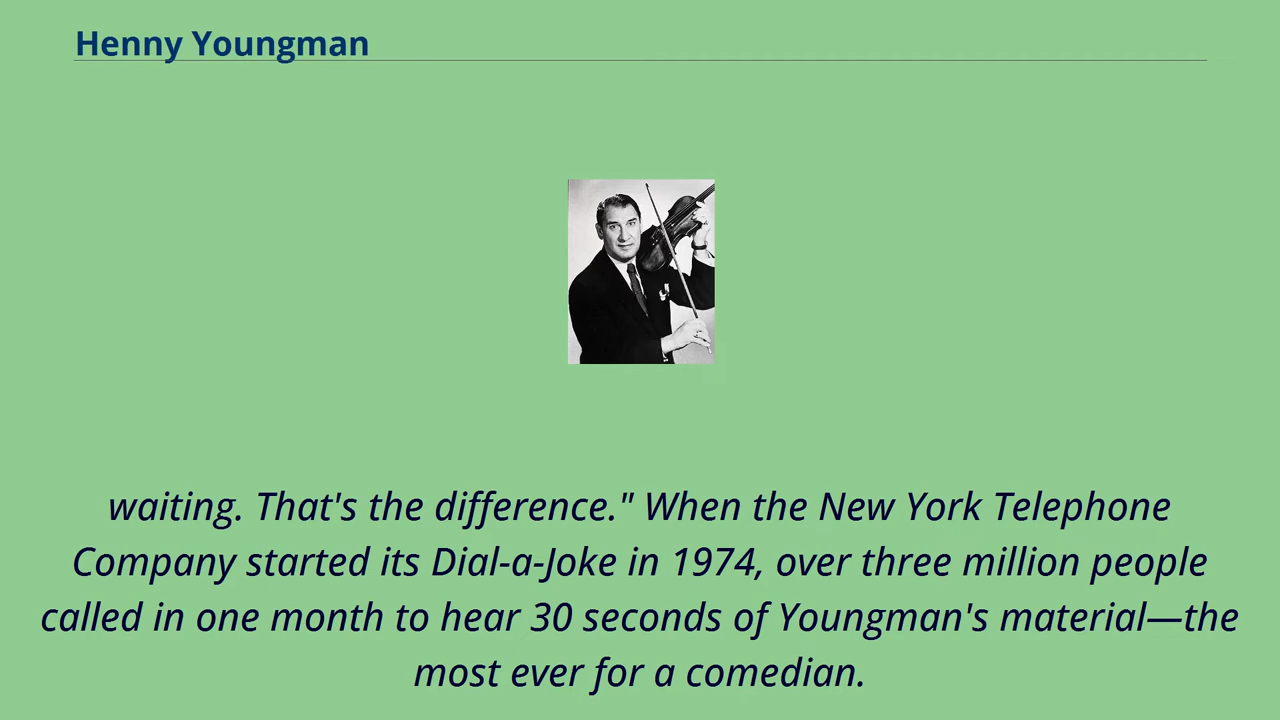 Henny Youngman
waiting. That's the difference." When the New York Telephone
Company started its Dial-a-Joke in 1974, over three million people
called in one month to hear 30 seconds of Youngman's material—the
most ever for a comedian.